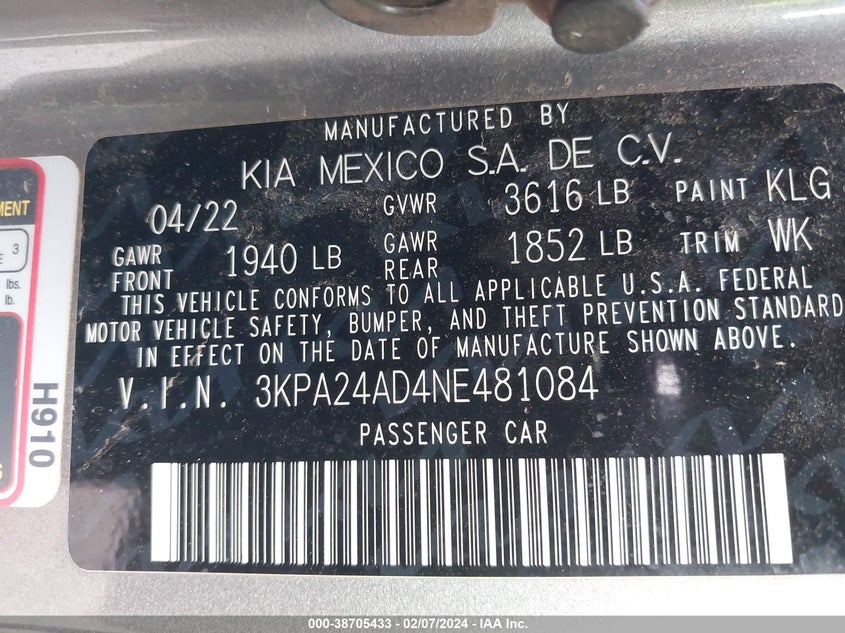 MANUFACTURED BY
KIA MEXICO S.A. DE C.V.
04/22 GVWR 3616 LB PAINT KLG
GAWR FRONT 1940 LB GAWR REAR 1852 LB TRIM WK
THIS VEHICLE CONFORMS TO ALL APPLICABLE U.S.A. FEDERAL
MOTOR VEHICLE SAFETY, BUMPER, AND THEFT PREVENTION STANDARD
IN EFFECT ON THE DATE OF MANUFACTURE SHOWN ABOVE.
V.I.N. 3KPA24AD4NE481084
PASSENGER CAR
3
lbs.
lb.
H910
000-38705433 - 02/07/2024 - IAA Inc.